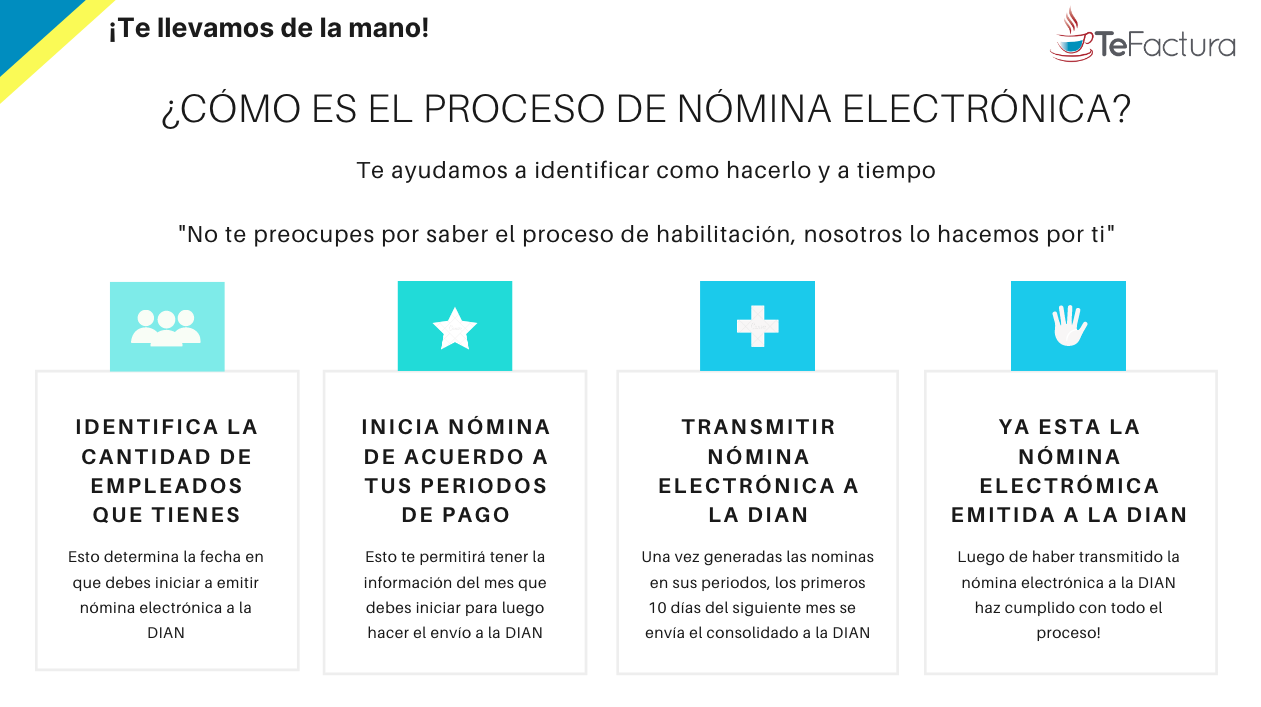 ¡Te llevamos de la mano!
TeFactura
¿CÓMO ES EL PROCESO DE NÓMINA ELECTRÓNICA?
Te ayudamos a identificar como hacerlo y a tiempo
"No te preocupes por saber el proceso de habilitación, nosotros lo hacemos por ti"
IDENTIFICA LA
CANTIDAD DE
EMPLEADOS
QUE TIENES
Esto determina la fecha en
que debes iniciar a emitir
nómina electrónica a la
DIAN
INICIA NÓMINA
DE ACUERDO A
TUS PERIODOS
DE PAGO
Esto te permitirá tener la
información del mes que
debes iniciar para luego
hacer el envío a la DIAN
TRANSMITIR
NÓMINA
ELECTRÓNICA A
LA DIAN
Una vez generadas las nominas
en sus periodos, los primeros
10 días del siguiente mes se
envía el consolidado a la DIAN
YA ESTA LA
NÓMINA
ELECTRÓMICA
EMITIDA A LA DIAN
Luego de haber transmitido la
nómina electrónica a la DIAN
haz cumplido con todo el
proceso!